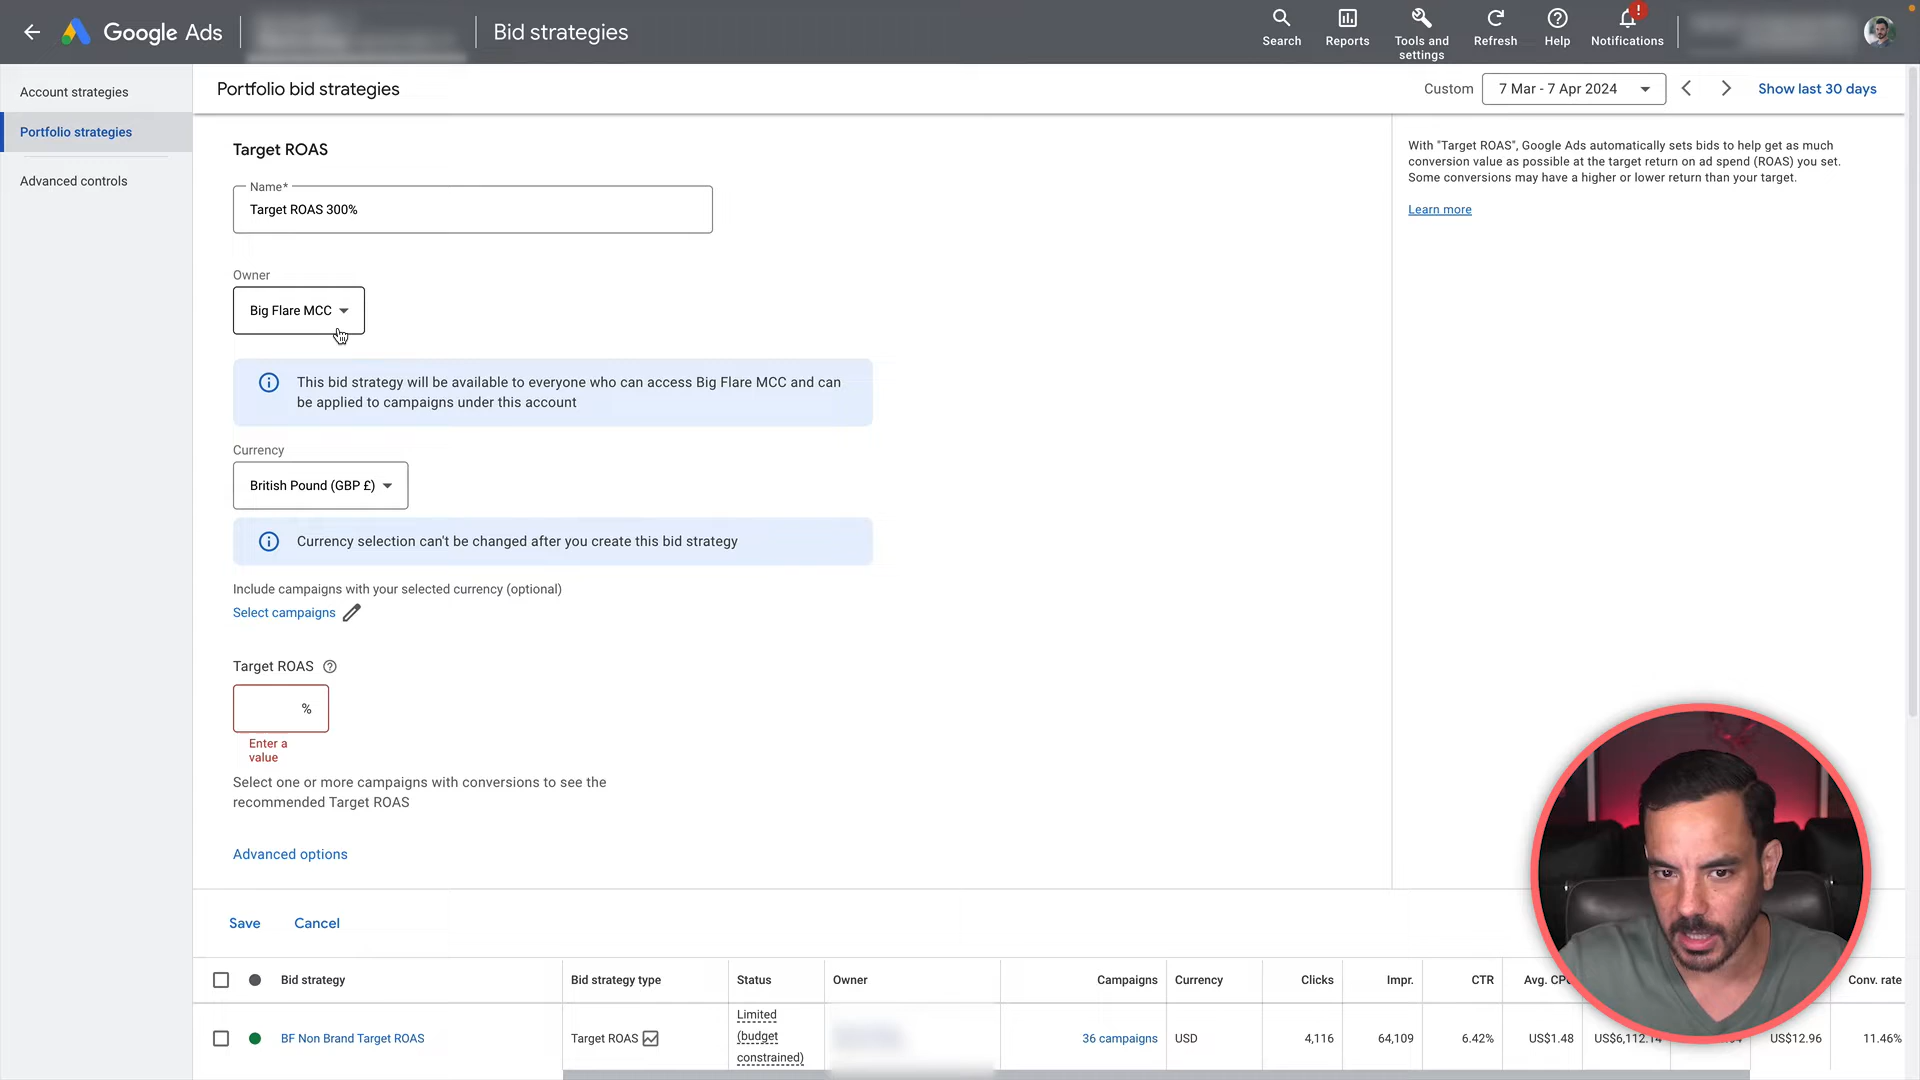 Google Ads
Bid strategies
Search
Reports
Tools and
settings
Refresh
Help
!
Notifications
Account strategies
Portfolio strategies
Advanced controls
Portfolio bid strategies
Custom
7 Mar - 7 Apr 2024
Show last 30 days
Target ROAS
Name*
Target ROAS 300%
Owner
Big Flare MCC
This bid strategy will be available to everyone who can access Big Flare MCC and can
be applied to campaigns under this account
Currency
British Pound (GBP £)
Currency selection can't be changed after you create this bid strategy
Include campaigns with your selected currency (optional)
Select campaigns
Target ROAS
%
Enter a
value
Select one or more campaigns with conversions to see the
recommended Target ROAS
Advanced options
With "Target ROAS", Google Ads automatically sets bids to help get as much
conversion value as possible at the target return on ad spend (ROAS) you set.
Some conversions may have a higher or lower return than your target.
Learn more
Save
Cancel
Bid strategy
Bid strategy type
Status
Owner
Campaigns
Currency
Clicks
Impr.
CTR
Avg. CP
Conv. rate
BF Non Brand Target ROAS
Target ROAS
Limited
(budget
constrained)
36 campaigns
USD
4,116
64,109
6.42%
US$1.48
US$6,112.14
US$12.96
11.46%